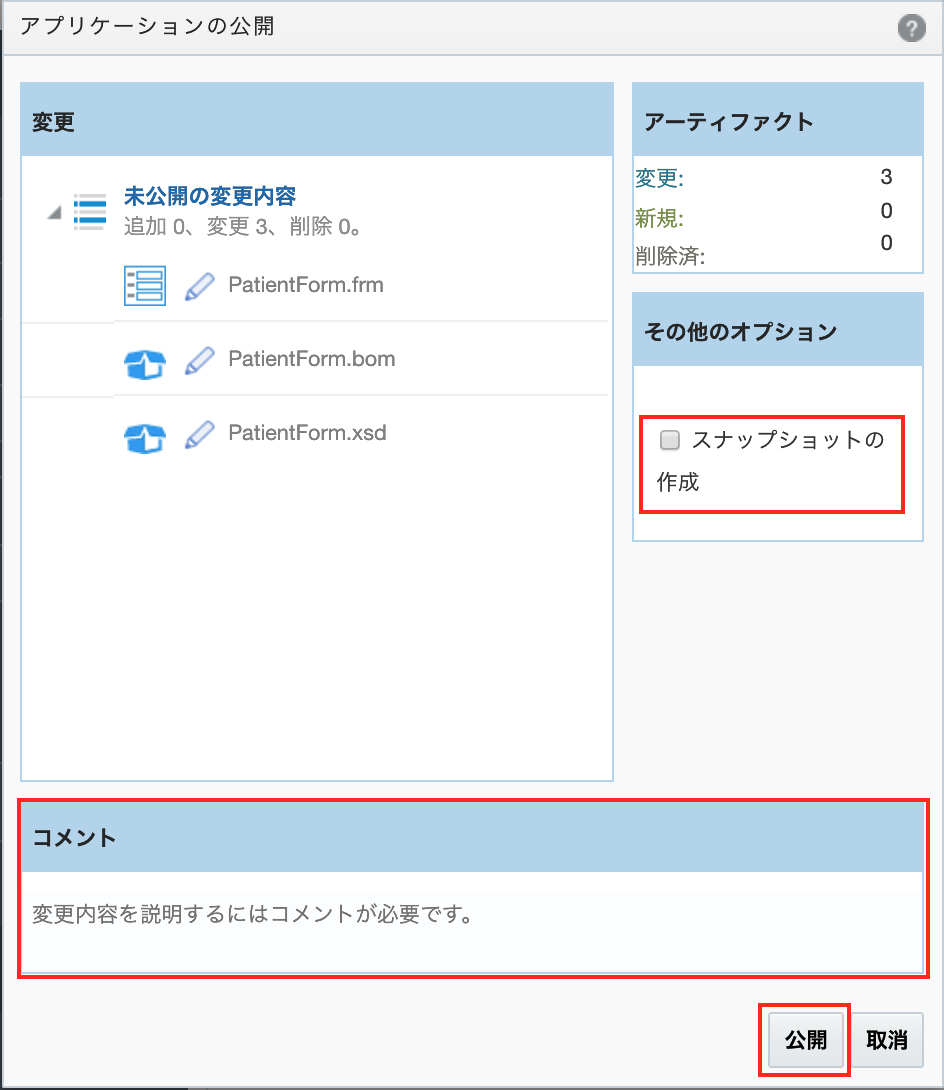 アプリケーションの公開
?
変更
未公開の変更内容
追加 0、変更 3、削除 0。
PatientForm.frm
PatientForm.bom
PatientForm.xsd
アーティファクト
変更: 3
新規: 0
削除済: 0
その他のオプション
スナップショットの
作成
コメント
変更内容を説明するにはコメントが必要です。
公開 取消